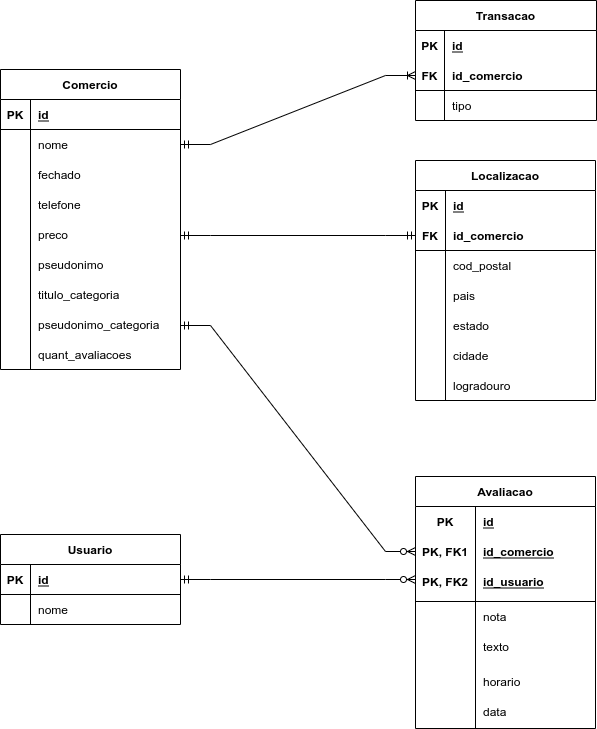 Transacao
PK id
FK id_comercio
tipo
Comercio
PK id
nome
fechado
telefone
preco
pseudonimo
titulo_categoria
pseudonimo_categoria
quant_avaliacoes
Localizacao
PK id
FK id_comercio
cod_postal
pais
estado
cidade
logradouro
Avaliacao
PK id
PK, FK1 id_comercio
PK, FK2 id_usuario
nota
texto
horario
data
Usuario
PK id
nome